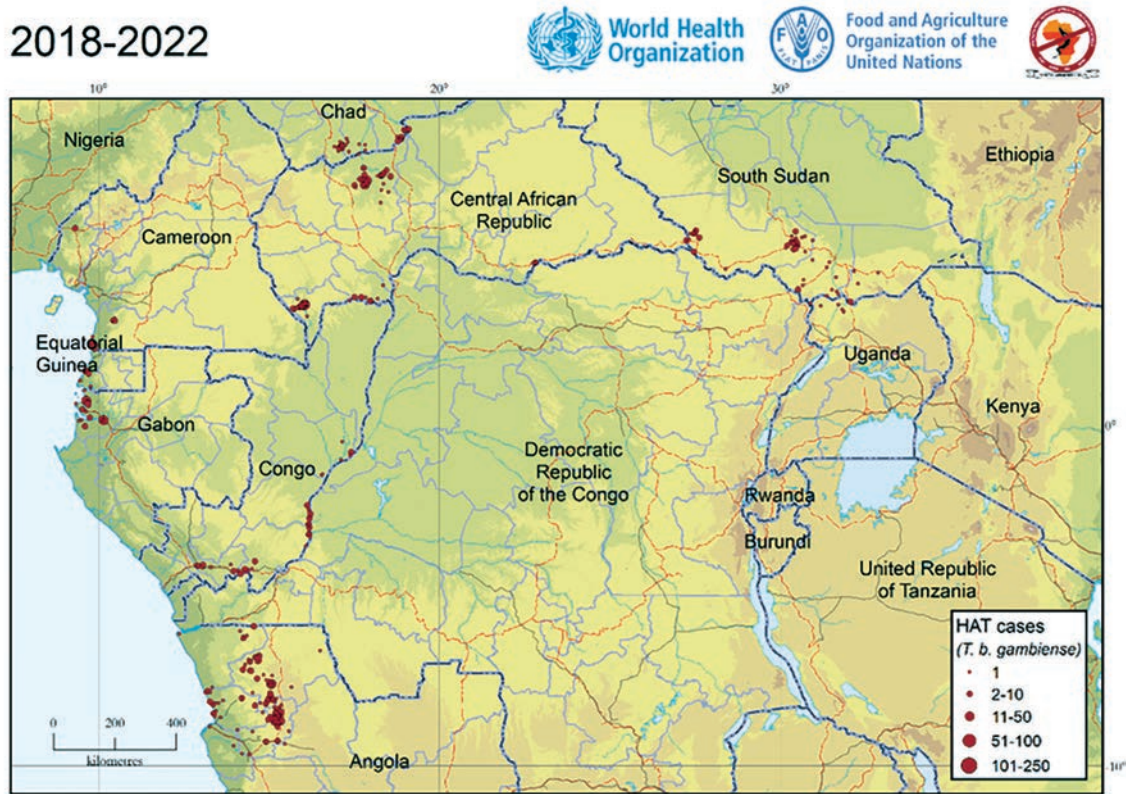 2018-2022
World Health
Organization
F A O
FIAT PANIS
Food and Agriculture
Organization of the
United Nations
10°
20°
30°
Chad
Nigeria
Ethiopia
South Sudan
Central African
Republic
Cameroon
Equatorial
Guinea
Uganda
Gabon
Kenya
0°
Congo
Democratic
Republic
of the Congo
Rwanda
Burundi
United Republic
of Tanzania
HAT cases
(T. b. gambiense)
1
2-10
11-50
51-100
101-250
0 200 400
kilometres
Angola
10°